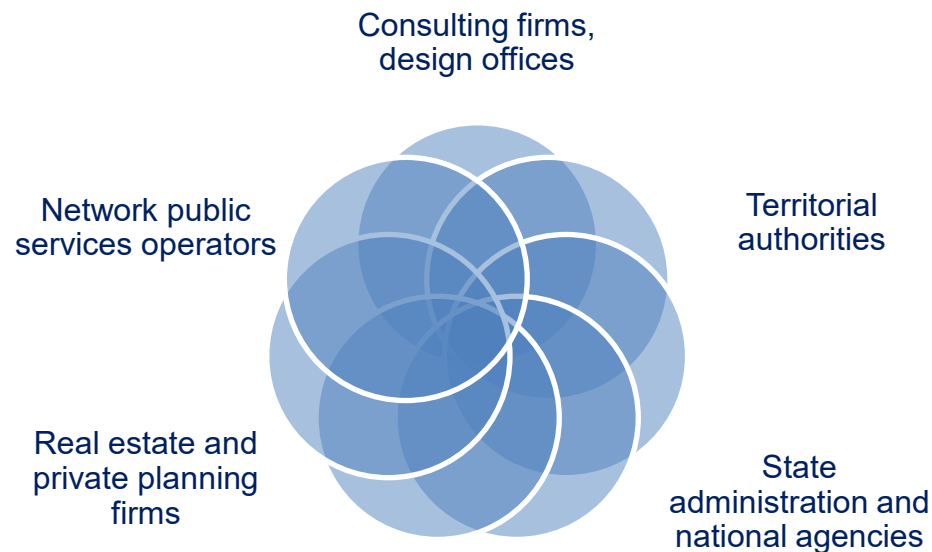 Consulting firms,
design offices
Network public
services operators
Territorial
authorities
Real estate and
private planning
firms
State
administration and
national agencies